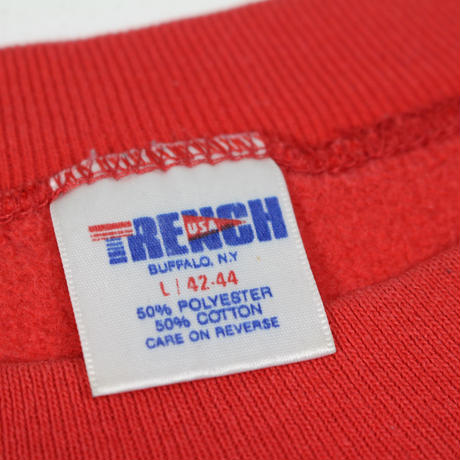 TRENCH
USA
BUFFALO, N.Y
L | 42-44
50% POLYESTER
50% COTTON
CARE ON REVERSE